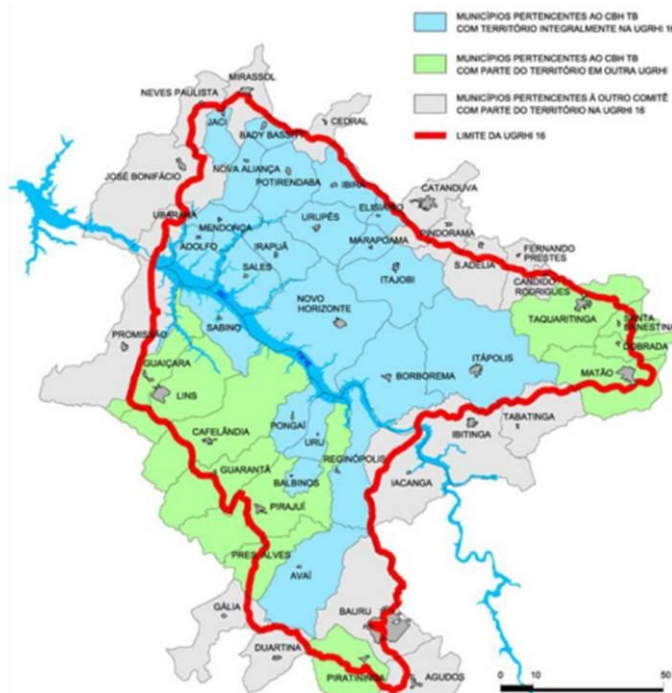 MUNICÍPIOS PERTENCENTES AO CBH TB
COM TERRITÓRIO INTEGRALMENTE NA UGRHI 16
MUNICÍPIOS PERTENCENTES AO CBH TB
COM PARTE DO TERRITÓRIO EM OUTRA UGRHI
MUNICÍPIOS PERTENCENTES À OUTRO COMITÊ
COM PARTE DO TERRITÓRIO NA UGRHI 16
LIMITE DA UGRHI 16
MIRASSOL
NEVES PAULISTA
JACI
BADY BASSITT
CEDRAL
JOSÉ BONIFÁCIO
NOVA ALIANÇA
POTIRENDABA
IBIRÁ
CATANDUVA
ELISIÁRIO
UBARANA
MENDONÇA
ADOLFO
IRAPUÃ
URUPÊS
MARAPOAMA
PINDORAMA
SALES
ITAJOBI
S.ADÉLIA
FERNANDO
PRESTES
CANDIDO
RODRIGUES
TAQUARITINGA
SANTA
ERNESTINA
DOBRADA
MATÃO
NOVO
HORIZONTE
SABINO
PROMISSÃO
GUAIÇARA
LINS
BORBOREMA
ITÁPOLIS
TABATINGA
IBITINGA
CAFELÂNDIA
PONGAÍ
URU
REGINÓPOLIS
GUARANTÃ
BALBINOS
IACANGA
PIRAJUÍ
PRES.ALVES
AVAÍ
GÁLIA
BAURU
DUARTINA
PIRATININGA
AGUDOS
0
10
50